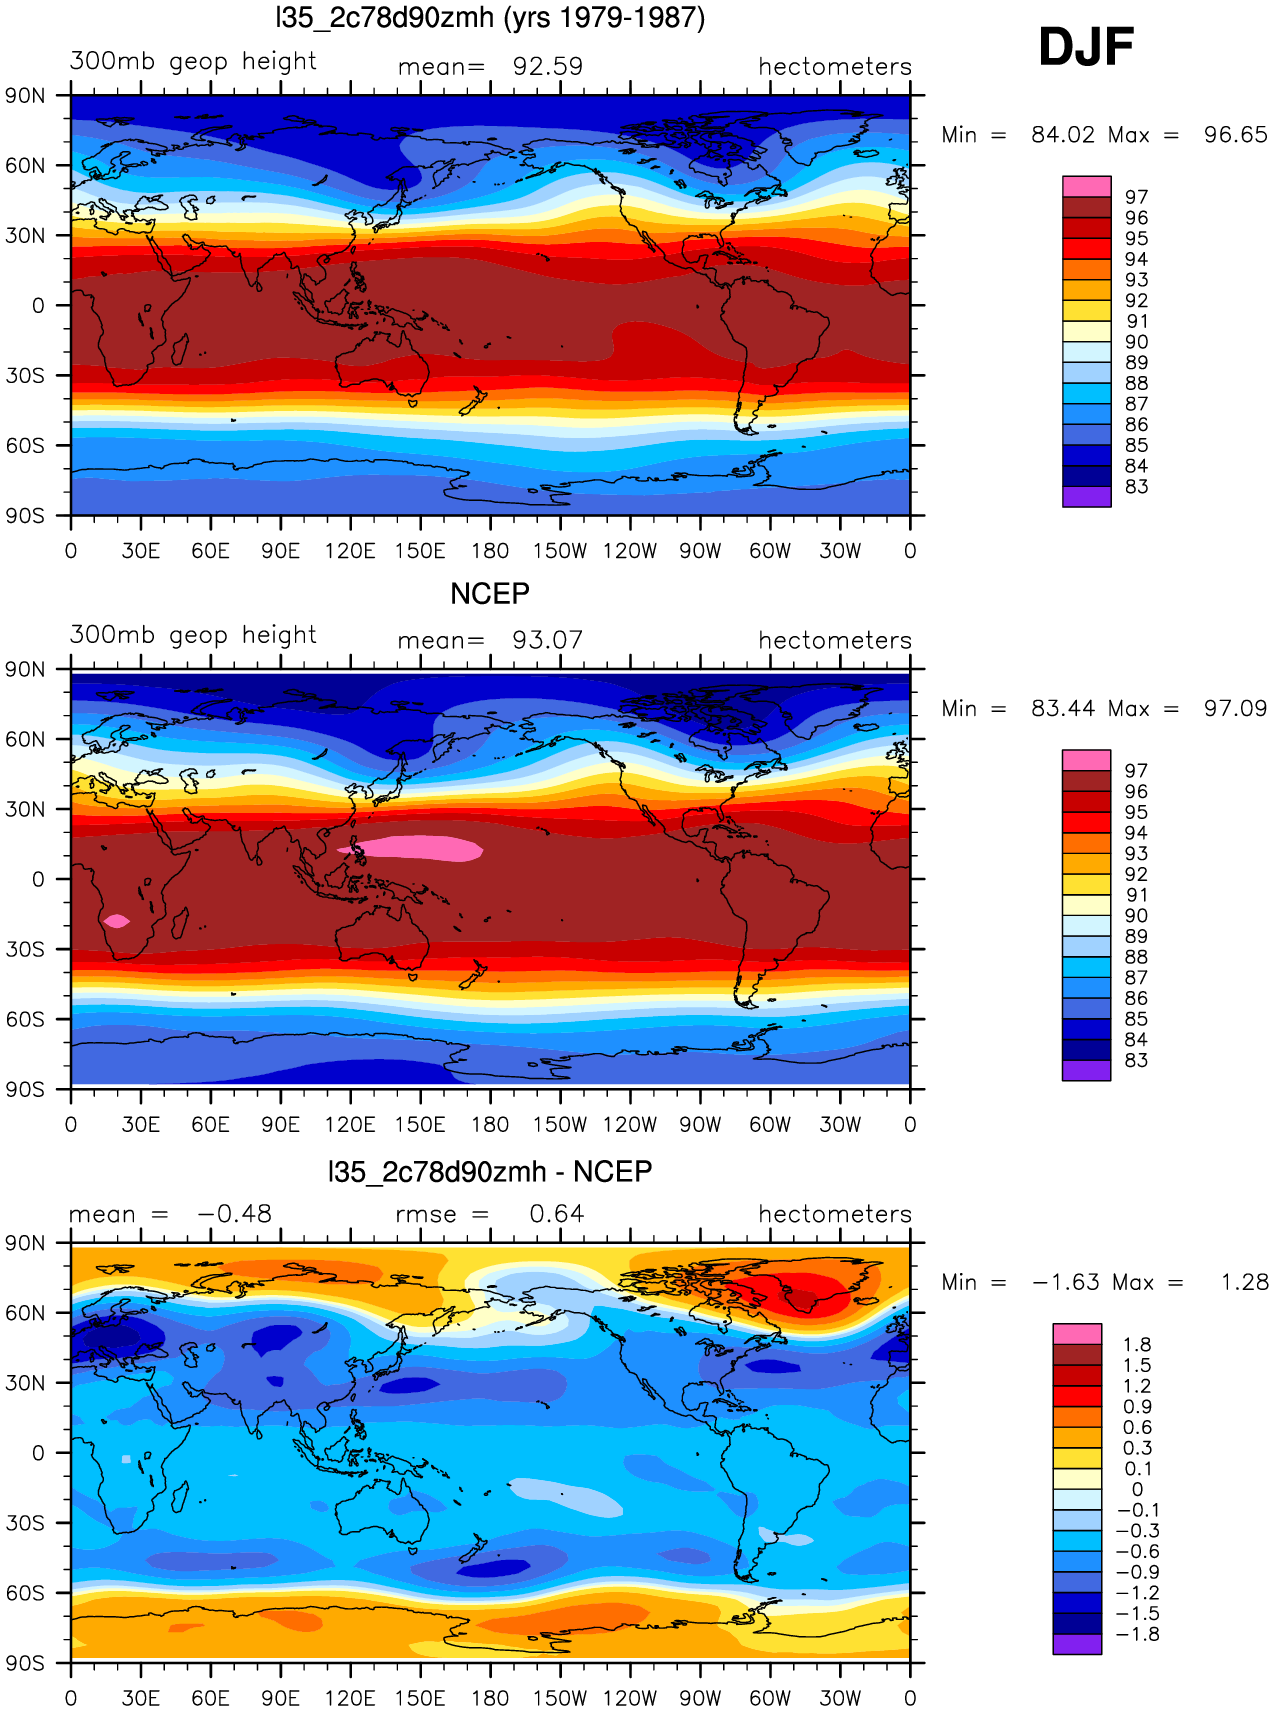 l35_2c78d90zmh (yrs 1979-1987)
DJF
300mb geop height mean= 92.59 hectometers
Min = 84.02 Max = 96.65
90N
60N
30N
0
30S
60S
90S
0 30E 60E 90E 120E 150E 180 150W 120W 90W 60W 30W 0
97
96
95
94
93
92
91
90
89
88
87
86
85
84
83
NCEP
300mb geop height mean= 93.07 hectometers
Min = 83.44 Max = 97.09
90N
60N
30N
0
30S
60S
90S
0 30E 60E 90E 120E 150E 180 150W 120W 90W 60W 30W 0
97
96
95
94
93
92
91
90
89
88
87
86
85
84
83
l35_2c78d90zmh - NCEP
mean = -0.48 rmse = 0.64 hectometers
Min = -1.63 Max = 1.28
90N
60N
30N
0
30S
60S
90S
0 30E 60E 90E 120E 150E 180 150W 120W 90W 60W 30W 0
1.8
1.5
1.2
0.9
0.6
0.3
0.1
0
-0.1
-0.3
-0.6
-0.9
-1.2
-1.5
-1.8